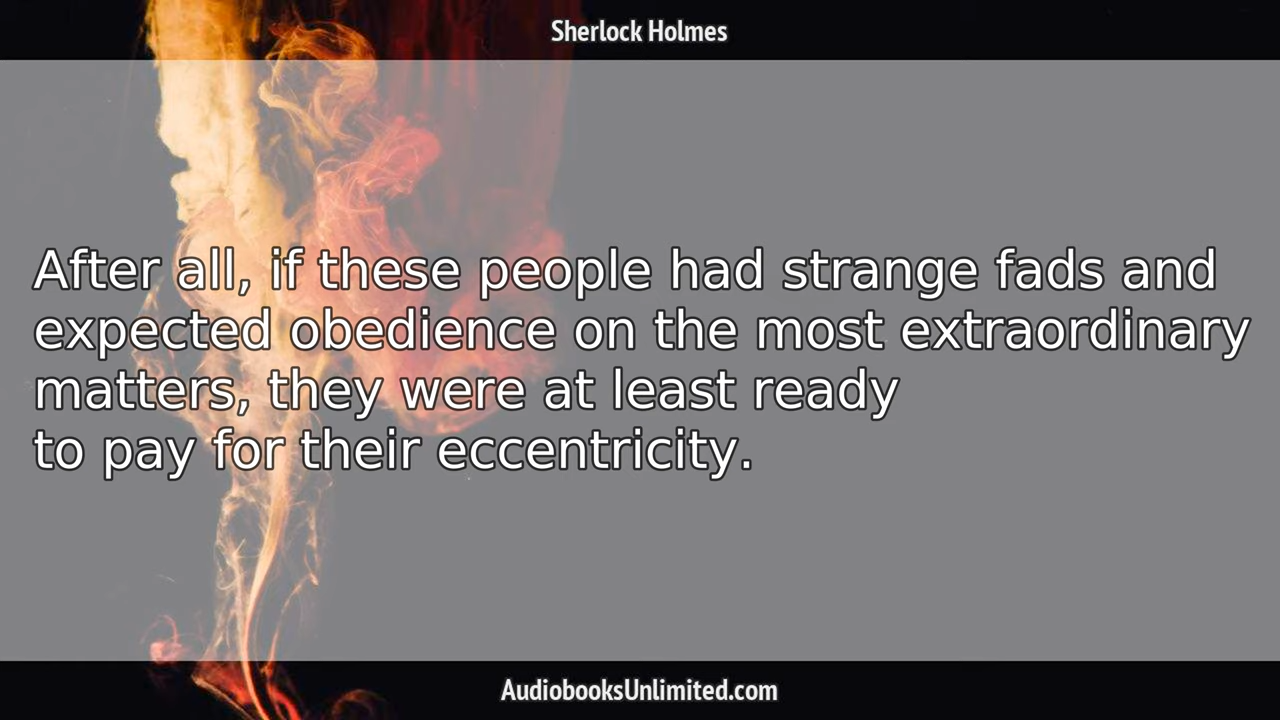 Sherlock Holmes
After all, if these people had strange fads and
expected obedience on the most extraordinary
matters, they were at least ready
to pay for their eccentricity.
AudiobooksUnlimited.com